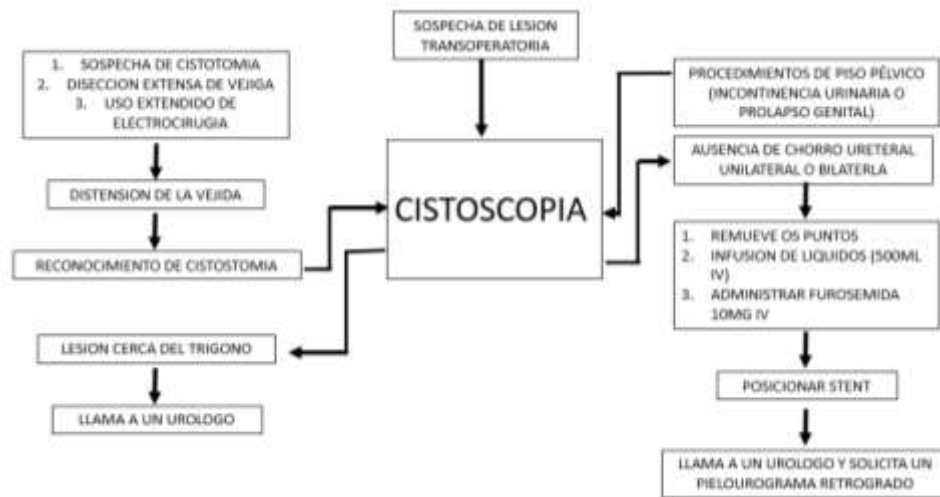 SOSPECHA DE LESION
TRANSOPERATORIA
1. SOSPECHA DE CISTOTOMIA
2. DISECCION EXTENSA DE VEJIGA
3. USO EXTENDIDO DE
ELECTROCIRUGIA
DISTENSION DE LA VEJIDA
RECONOCIMIENTO DE CISTOSTOMIA
CISTOSCOPIA
LESION CERCA DEL TRIGONO
LLAMA A UN UROLOGO
PROCEDIMIENTOS DE PISO PÉLVICO
(INCONTINENCIA URINARIA O
PROLAPSO GENITAL)
AUSENCIA DE CHORRO URETERAL
UNILATERAL O BILATERLA
1. REMUEVE OS PUNTOS
2. INFUSION DE LIQUIDOS (500ML
IV)
3. ADMINISTRAR FUROSEMIDA
10MG IV
POSICIONAR STENT
LLAMA A UN UROLOGO Y SOLICITA UN
PIELOUROGRAMA RETROGRADO